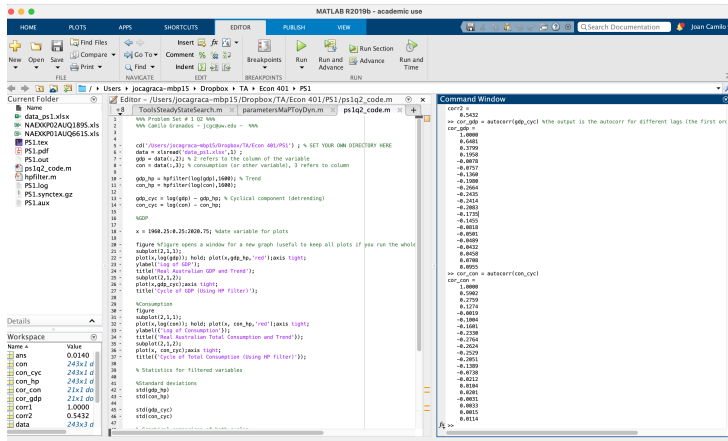 MATLAB R2019b - academic use
HOME PLOTS APPS SHORTCUTS EDITOR PUBLISH VIEW
Search Documentation
Joan Camilo
New Open Save
Find Files
Compare
Print
Go To
Find
Insert
Comment
Indent
Breakpoints
Run
Run and Advance
Run Section
Advance
Run and Time
FILE NAVIGATE EDIT BREAKPOINTS RUN
/ Users jocagraca-mbp15 Dropbox TA Econ 401 PS1
Current Folder
Name
data_ps1.xlsx
NAEXKP02AUQ189S.xls
NAEXKP01AUQ661S.xls
PS1.tex
PS1.pdf
PS1.out
ps1q2_code.m
hpfilter.m
PS1.log
PS1.synctex.gz
PS1.aux
Details
Workspace
Name Value
ans 0.0140
con 243x1 d
con_cyc 243x1 d
con_hp 243x1 d
cor_con 21x1 do
cor_gdp 21x1 do
corr1 1.0000
corr2 0.5432
data 243x3 d
Editor - /Users/jocagraca-mbp15/Dropbox/TA/Econ 401/PS1/ps1q2_code.m
+8 ToolsSteadyStateSearch.m parametersMaPToyDyn.m ps1q2_code.m
%%% Problem Set # 1 Q2 %%%
%%% Camilo Granados - jcgc@uw.edu - %%%
cd('/Users/jocagraca-mbp15/Dropbox/TA/Econ 401/PS1') ; % SET YOUR OWN DIRECTORY HERE
data = xlsread('data_ps1.xlsx',1) ;
gdp = data(:,2); % 2 refers to the column of the variable
con = data(:,3); % consumption (or other variable), 3 refers to column
gdp_hp = hpfilter(log(gdp),1600); % Trend
con_hp = hpfilter(log(con),1600);
gdp_cyc = log(gdp) - gdp_hp; % Cyclical component (detrending)
con_cyc = log(con) - con_hp;
%GDP
x = 1960.25:0.25:2020.75; %date variable for plots
figure %figure opens a window for a new graph (useful to keep all plots if you run the whole
subplot(2,1,1);
plot(x,log(gdp)); hold; plot(x,gdp_hp,'red');axis tight;
ylabel('Log of GDP');
title('Real Australian GDP and Trend');
subplot(2,1,2);
plot(x,gdp_cyc);axis tight;
title('Cycle of GDP (Using HP filter)');
%Consumption
figure
subplot(2,1,1);
plot(x,log(con)); hold; plot(x, con_hp,'red');axis tight;
ylabel({'Log of Consumption'});
title({'Real Australian Total Consumption and Trend'});
subplot(2,1,2);
plot(x, con_cyc);axis tight;
title({'Cycle of Total Consumption (Using HP filter)'});
% Statistics for filtered variables
%Standard deviations
std(gdp_hp)
std(con_hp)
std(gdp_cyc)
std(con_cyc)
Command Window
corr2 =
0.5432
>> cor_gdp = autocorr(gdp_cyc) %the output is the autocorr for different lags (the first on
cor_gdp =
1.0000
0.6481
0.3799
0.1958
-0.0078
-0.0757
-0.1360
-0.1980
-0.2664
-0.2435
-0.2414
-0.2083
-0.1735
-0.1455
-0.0818
-0.0501
-0.0489
-0.0432
0.0458
0.0708
0.0955
>> cor_con = autocorr(con_cyc)
cor_con =
1.0000
0.5902
0.2759
0.1274
-0.0019
-0.1004
-0.1601
-0.2330
-0.2764
-0.2624
-0.2529
-0.2051
-0.1389
-0.0738
-0.0212
0.0104
0.0201
-0.0031
0.0033
0.0015
0.0114
>>